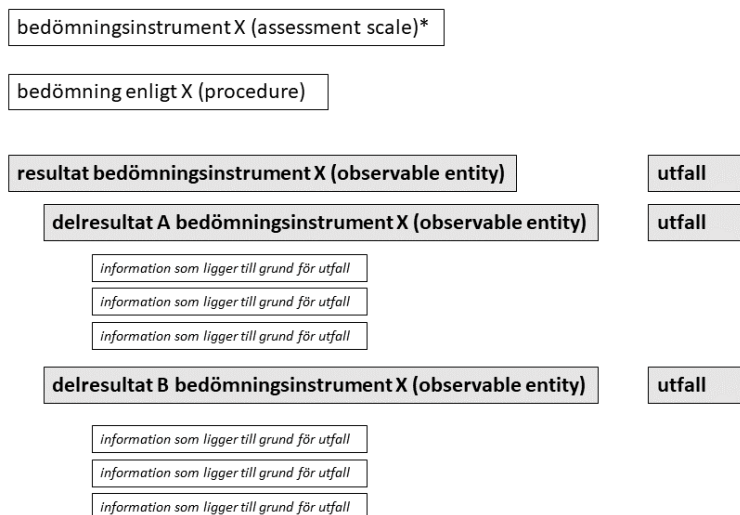 bedömningsinstrument X (assessment scale)*
bedömning enligt X (procedure)
resultat bedömningsinstrument X (observable entity) utfall
delresultat A bedömningsinstrument X (observable entity) utfall
information som ligger till grund för utfall
information som ligger till grund för utfall
information som ligger till grund för utfall
delresultat B bedömningsinstrument X (observable entity) utfall
information som ligger till grund för utfall
information som ligger till grund för utfall
information som ligger till grund för utfall